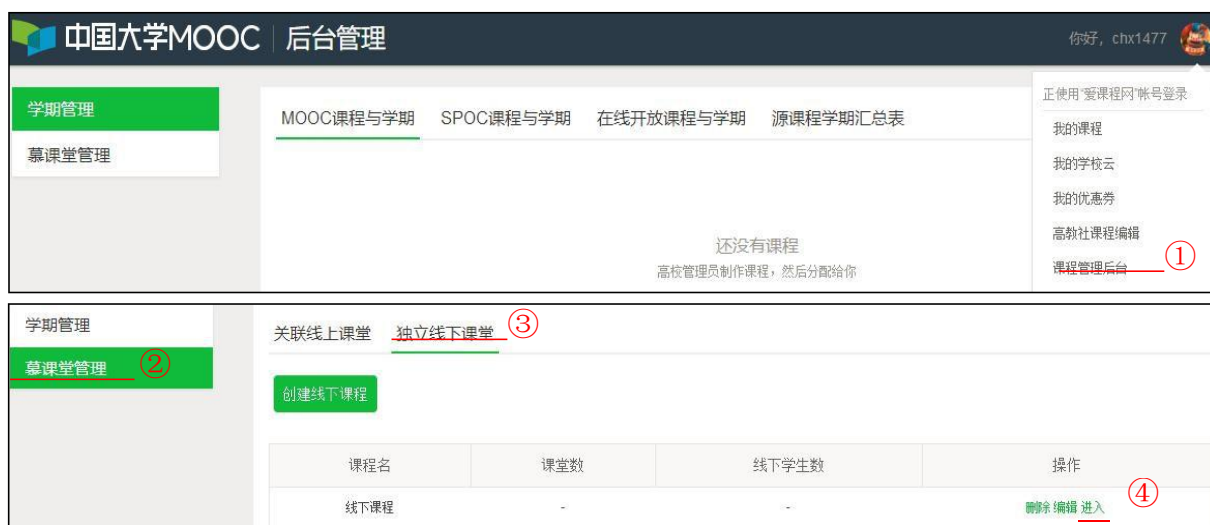 中国大学MOOC 后台管理 你好，chx1477
正使用“爱课程网”帐号登录
学期管理
MOOC课程与学期 SPOC课程与学期 在线开放课程与学期 源课程学期汇总表
我的课程
慕课堂管理
我的学校云
我的优惠券
还没有课程
高教社课程编辑
高校管理员制作课程，然后分配给你
课程管理后台 ①
学期管理
关联线上课堂 独立线下课堂 ③
慕课堂管理 ②
创建线下课程
课程名 课堂数 线下学生数 操作
线下课程 - - 删除 编辑 进入 ④